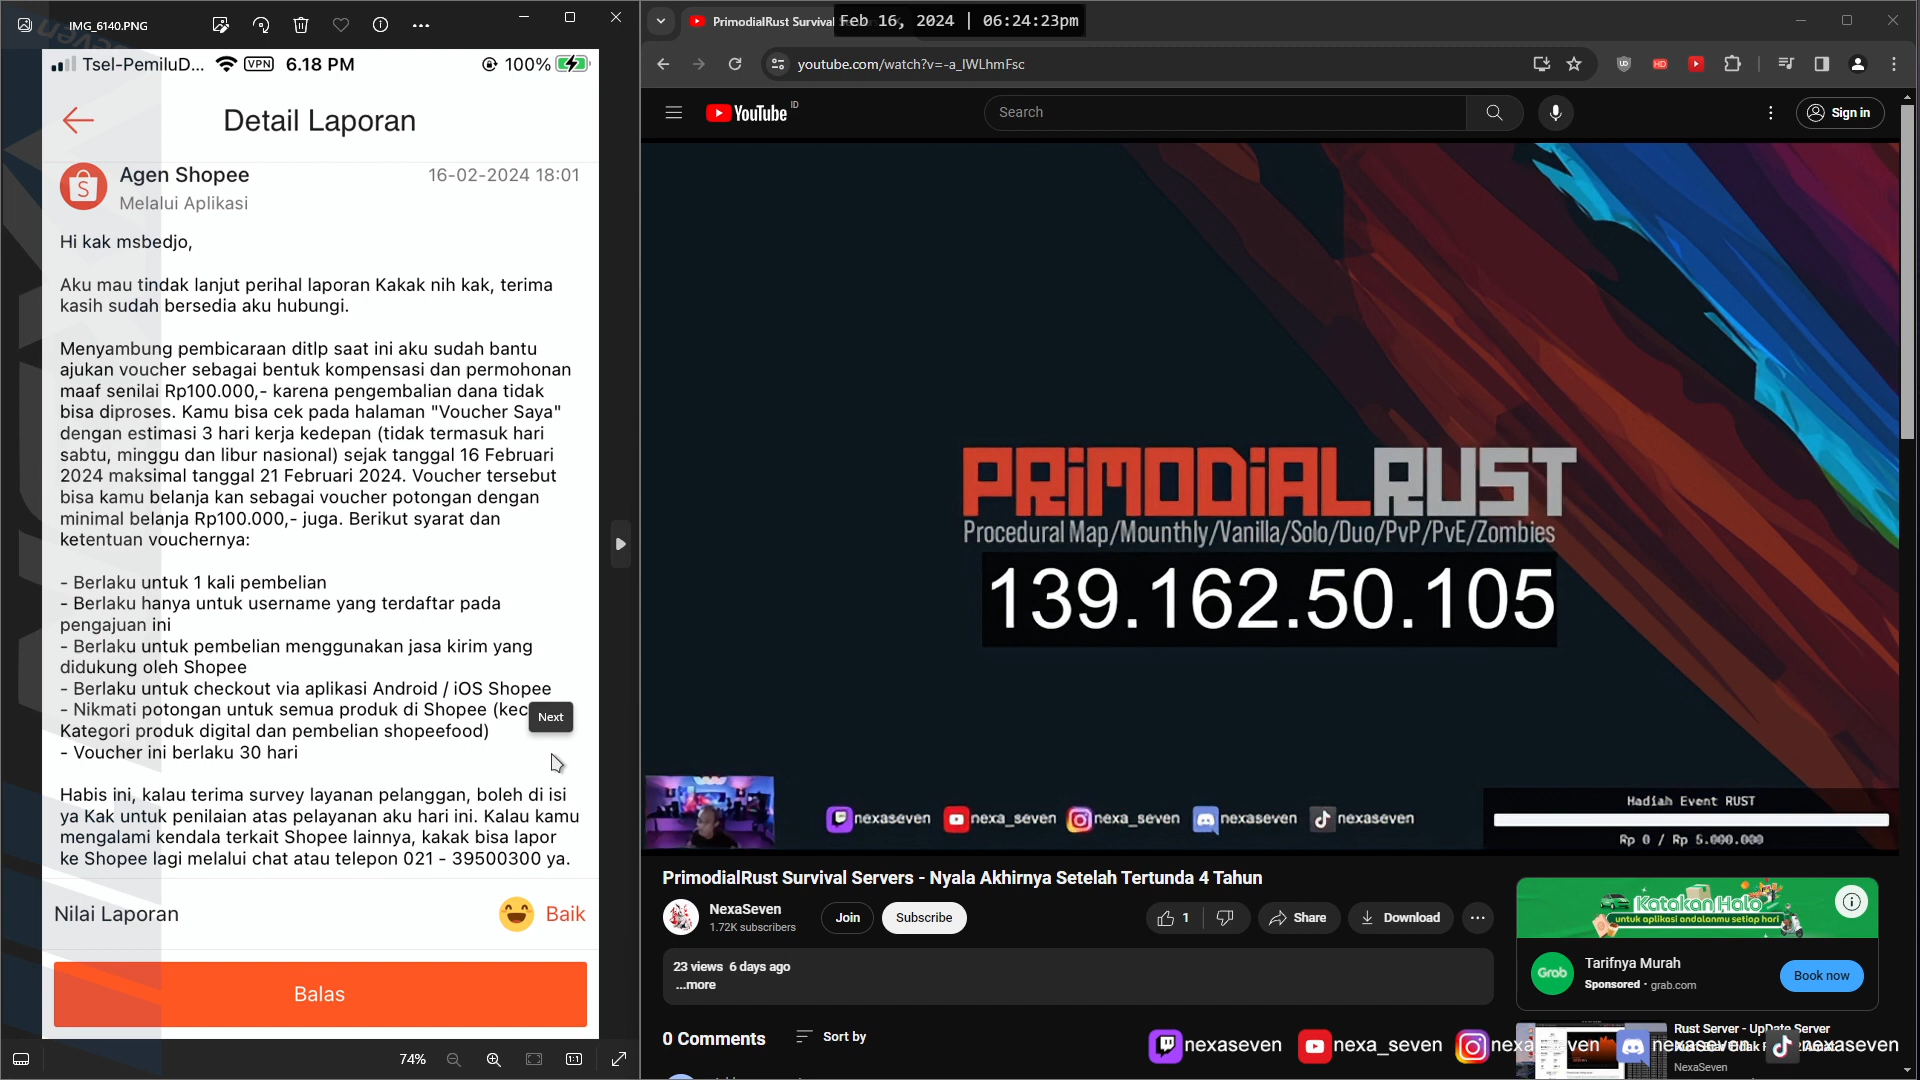 IMG_6140.PNG
Tsel-PemiluD... VPN 6.18 PM 100%
Detail Laporan
Agen Shopee 16-02-2024 18:01
Melalui Aplikasi
Hi kak msbedjo,
Aku mau tindak lanjut perihal laporan Kakak nih kak, terima
kasih sudah bersedia aku hubungi.
Menyambung pembicaraan ditlp saat ini aku sudah bantu
ajukan voucher sebagai bentuk kompensasi dan permohonan
maaf senilai Rp100.000,- karena pengembalian dana tidak
bisa diproses. Kamu bisa cek pada halaman "Voucher Saya"
dengan estimasi 3 hari kerja kedepan (tidak termasuk hari
sabtu, minggu dan libur nasional) sejak tanggal 16 Februari
2024 maksimal tanggal 21 Februari 2024. Voucher tersebut
bisa kamu belanja kan sebagai voucher potongan dengan
minimal belanja Rp100.000,- juga. Berikut syarat dan
ketentuan vouchernya:
- Berlaku untuk 1 kali pembelian
- Berlaku hanya untuk username yang terdaftar pada
pengajuan ini
- Berlaku untuk pembelian menggunakan jasa kirim yang
didukung oleh Shopee
- Berlaku untuk checkout via aplikasi Android / iOS Shopee
- Nikmati potongan untuk semua produk di Shopee (kec
Next
Kategori produk digital dan pembelian shopeefood)
- Voucher ini berlaku 30 hari
Habis ini, kalau terima survey layanan pelanggan, boleh di isi
ya Kak untuk penilaian atas pelayanan aku hari ini. Kalau kamu
mengalami kendala terkait Shopee lainnya, kakak bisa lapor
ke Shopee lagi melalui chat atau telepon 021 - 39500300 ya.
Nilai Laporan Baik
Balas
74%
PrimodialRust Survival
Feb 16, 2024 | 06:24:23pm
youtube.com/watch?v=-a_IWLhmFsc
HD
YouTube ID
Search
Sign in
PRiMODiALRUST
Procedural Map/Mounthly/Vanilla/Solo/Duo/PvP/PvE/Zombies
139.162.50.105
nexaseven nexa_seven nexa_seven nexaseven nexaseven
Hadiah Event RUST
Rp 0 / Rp 5.000.000
PrimodialRust Survival Servers - Nyala Akhirnya Setelah Tertunda 4 Tahun
NexaSeven
1.72K subscribers
Join
Subscribe
1
Share
Download
23 views 6 days ago
...more
Katakan Halo
untuk aplikasi andalanmu setiap hari
Grab
Tarifnya Murah
Sponsored · grab.com
Book now
0 Comments
Sort by
Rust Server - UpDate Server
NexaSeven
nexaseven nexa_seven nexaseven